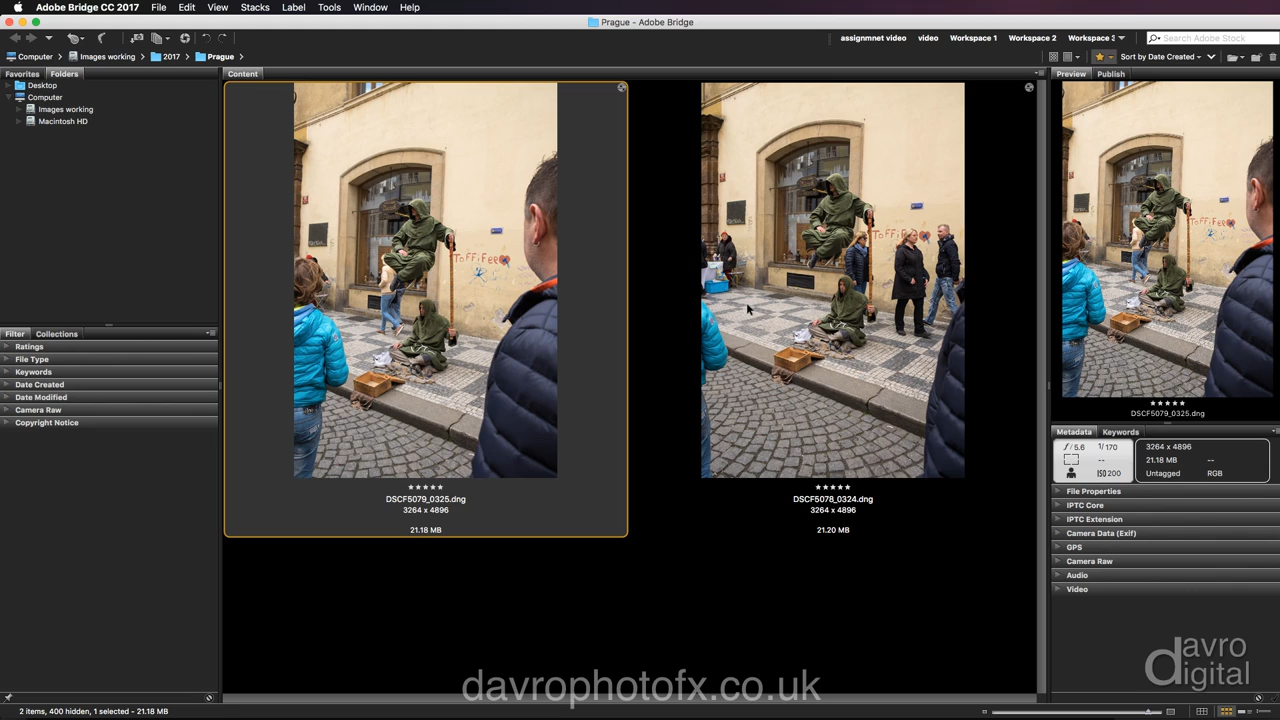 Adobe Bridge CC 2017 File Edit View Stacks Label Tools Window Help
Prague - Adobe Bridge
assignmnet video video Workspace 1 Workspace 2 Workspace Search Adobe Stock
Computer Images working 2017 Prague Sort by Date Created
Favorites Folders
Content
Preview Publish
Desktop
Computer
Images working
Macintosh HD
ToffifEE
ToffifEE
Filter Collections
Ratings
File Type
Keywords
Date Created
Date Modified
Camera Raw
Copyright Notice
DSCF5079_0325.dng
3264 x 4896
21.18 MB
DSCF5078_0324.dng
3264 x 4896
21.20 MB
DSCF5079_0325.dng
Metadata Keywords
f/5.6 1/170
--
ISO200
3264 x 4896
21.18 MB --
Untagged RGB
File Properties
IPTC Core
IPTC Extension
Camera Data (Exif)
GPS
Camera Raw
Audio
Video
davro
digital
davrophotofx.co.uk
2 items, 400 hidden, 1 selected - 21.18 MB